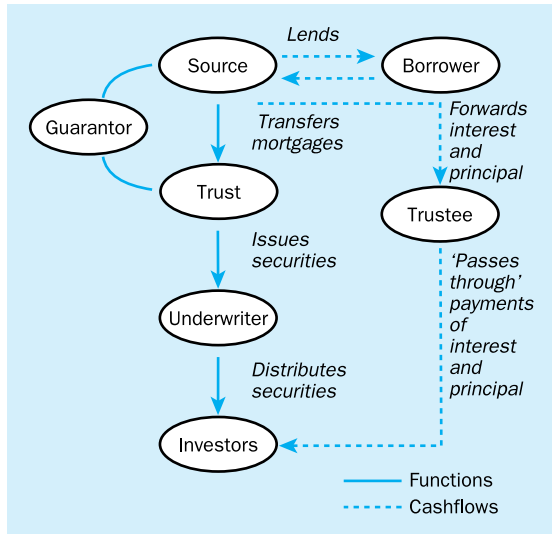 Lends
Source
Borrower
Guarantor
Transfers
mortgages
Forwards
interest
and
principal
Trust
Trustee
Issues
securities
'Passes
through'
payments
of
interest
and
principal
Underwriter
Distributes
securities
Investors
Functions
Cashflows